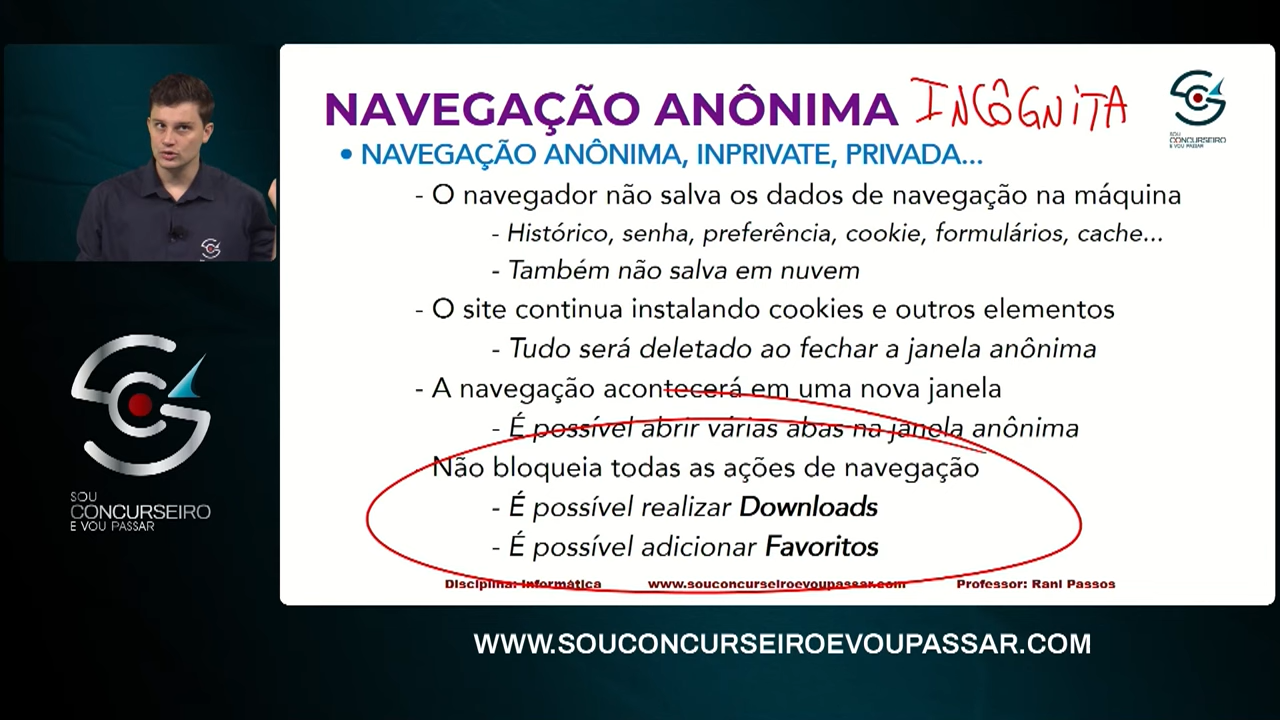 NAVEGAÇÃO ANÔNIMA INCÓGNITA
SOU
CONCURSEIRO
E VOU PASSAR
• NAVEGAÇÃO ANÔNIMA, INPRIVATE, PRIVADA...
- O navegador não salva os dados de navegação na máquina
- Histórico, senha, preferência, cookie, formulários, cache...
- Também não salva em nuvem
- O site continua instalando cookies e outros elementos
- Tudo será deletado ao fechar a janela anônima
- A navegação acontecerá em uma nova janela
- É possível abrir várias abas na janela anônima
- Não bloqueia todas as ações de navegação
- É possível realizar Downloads
- É possível adicionar Favoritos
Disciplina: Informática www.souconcurseiroevoupassar.com Professor: Rani Passos
SOU
CONCURSEIRO
E VOU PASSAR
WWW.SOUCONCURSEIROEVOUPASSAR.COM